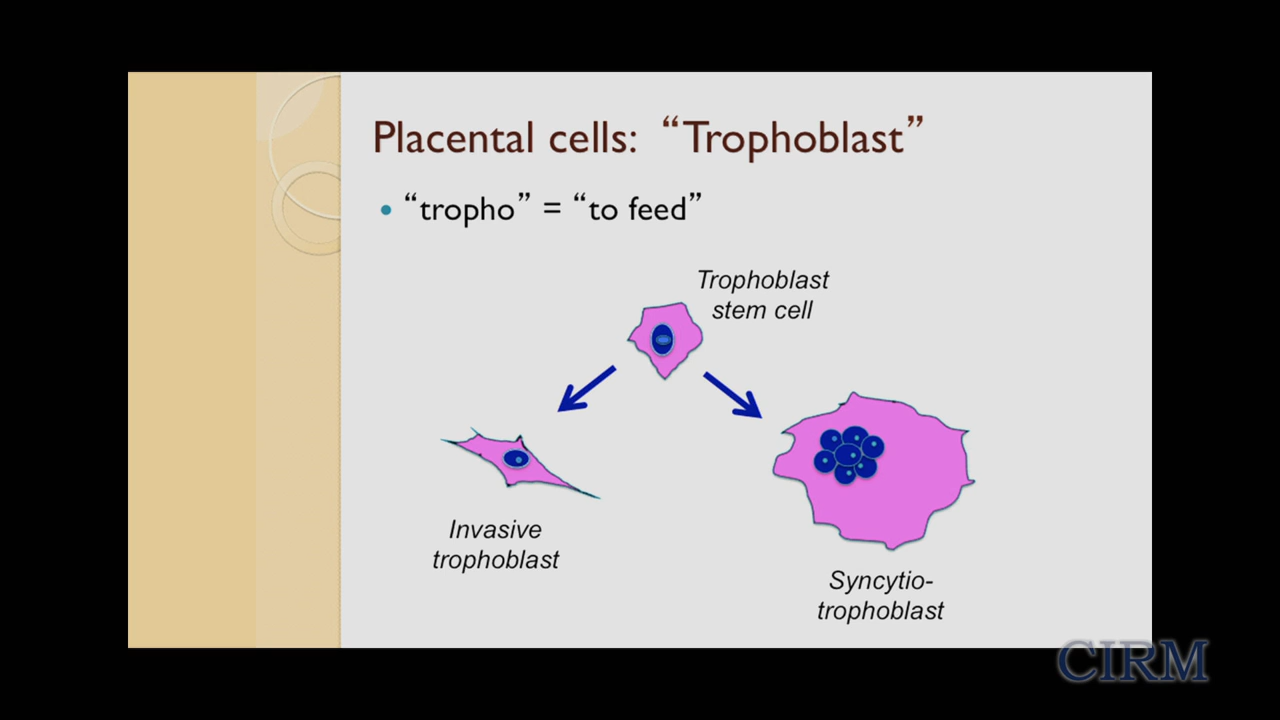 Placental cells: “Trophoblast”
• “tropho” = “to feed”
Trophoblast
stem cell
Invasive
trophoblast
Syncytio-
trophoblast
CIRM